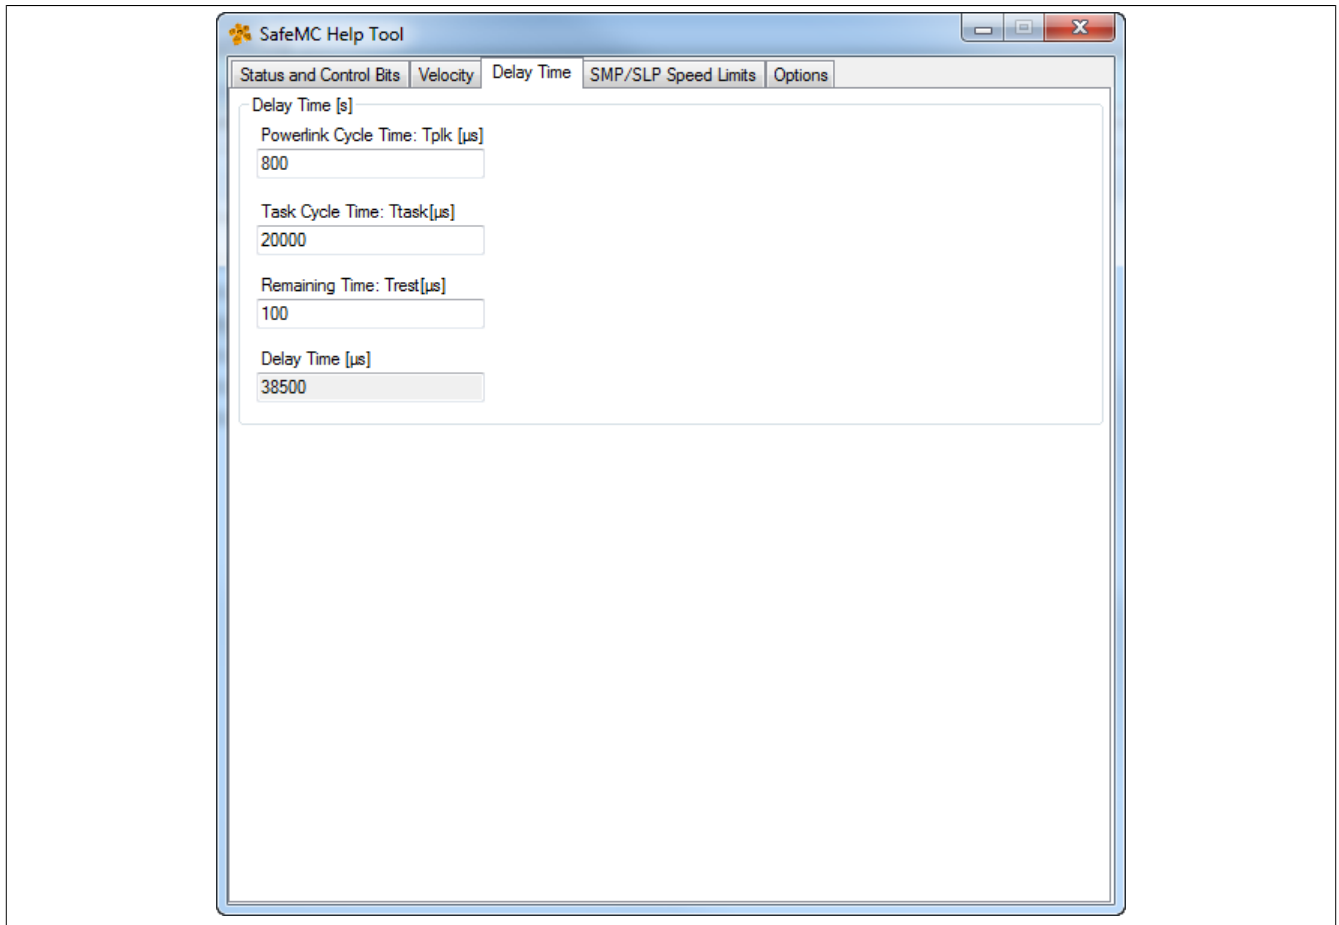 SafeMC Help Tool
Status and Control Bits Velocity Delay Time SMP/SLP Speed Limits Options
Delay Time [s]
Powerlink Cycle Time: Tplk [µs]
800
Task Cycle Time: Ttask[µs]
20000
Remaining Time: Trest[µs]
100
Delay Time [µs]
38500